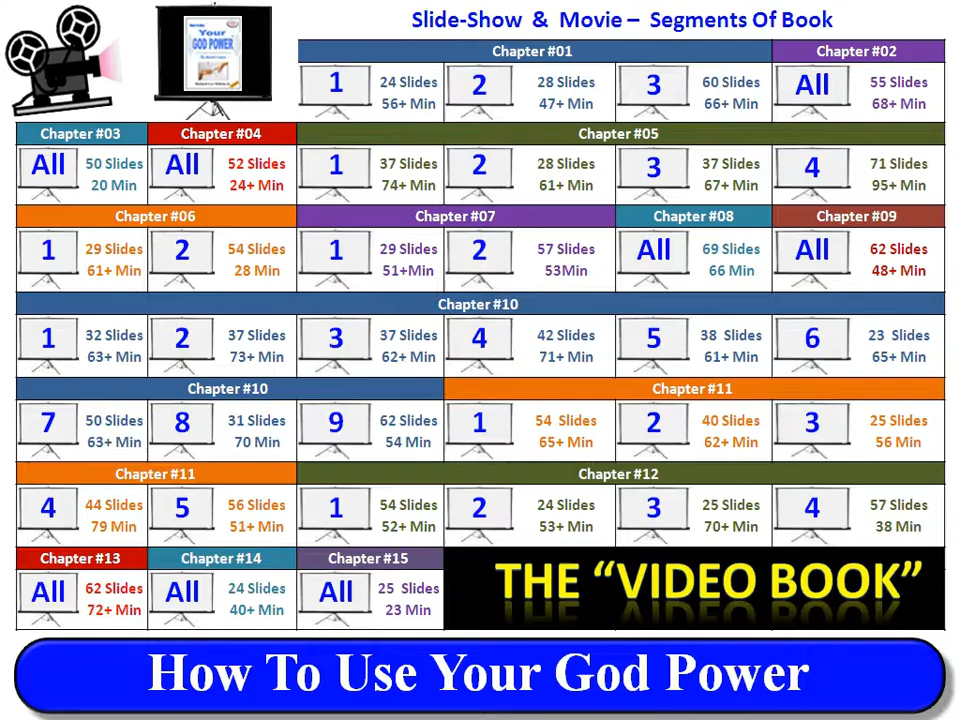 Slide-Show & Movie – Segments Of Book
Your
GOD POWER
Chapter #01 Chapter #02
1 24 Slides 2 28 Slides 3 60 Slides All 55 Slides
56+ Min 47+ Min 66+ Min 68+ Min
Chapter #03 Chapter #04 Chapter #05
All 50 Slides All 52 Slides 1 37 Slides 2 28 Slides 3 37 Slides 4 71 Slides
20 Min 24+ Min 74+ Min 61+ Min 67+ Min 95+ Min
Chapter #06 Chapter #07 Chapter #08 Chapter #09
1 29 Slides 2 54 Slides 1 29 Slides 2 57 Slides All 69 Slides All 62 Slides
61+ Min 28 Min 51+Min 53Min 66 Min 48+ Min
Chapter #10
1 32 Slides 2 37 Slides 3 37 Slides 4 42 Slides 5 38 Slides 6 23 Slides
63+ Min 73+ Min 62+ Min 71+ Min 61+ Min 65+ Min
Chapter #10 Chapter #11
7 50 Slides 8 31 Slides 9 62 Slides 1 54 Slides 2 40 Slides 3 25 Slides
63+ Min 70 Min 54 Min 65+ Min 62+ Min 56 Min
Chapter #11 Chapter #12
4 44 Slides 5 56 Slides 1 54 Slides 2 24 Slides 3 25 Slides 4 57 Slides
79 Min 51+ Min 52+ Min 53+ Min 70+ Min 38 Min
Chapter #13 Chapter #14 Chapter #15
All 62 Slides All 24 Slides All 25 Slides
72+ Min 40+ Min 23 Min
THE “VIDEO BOOK”
How To Use Your God Power